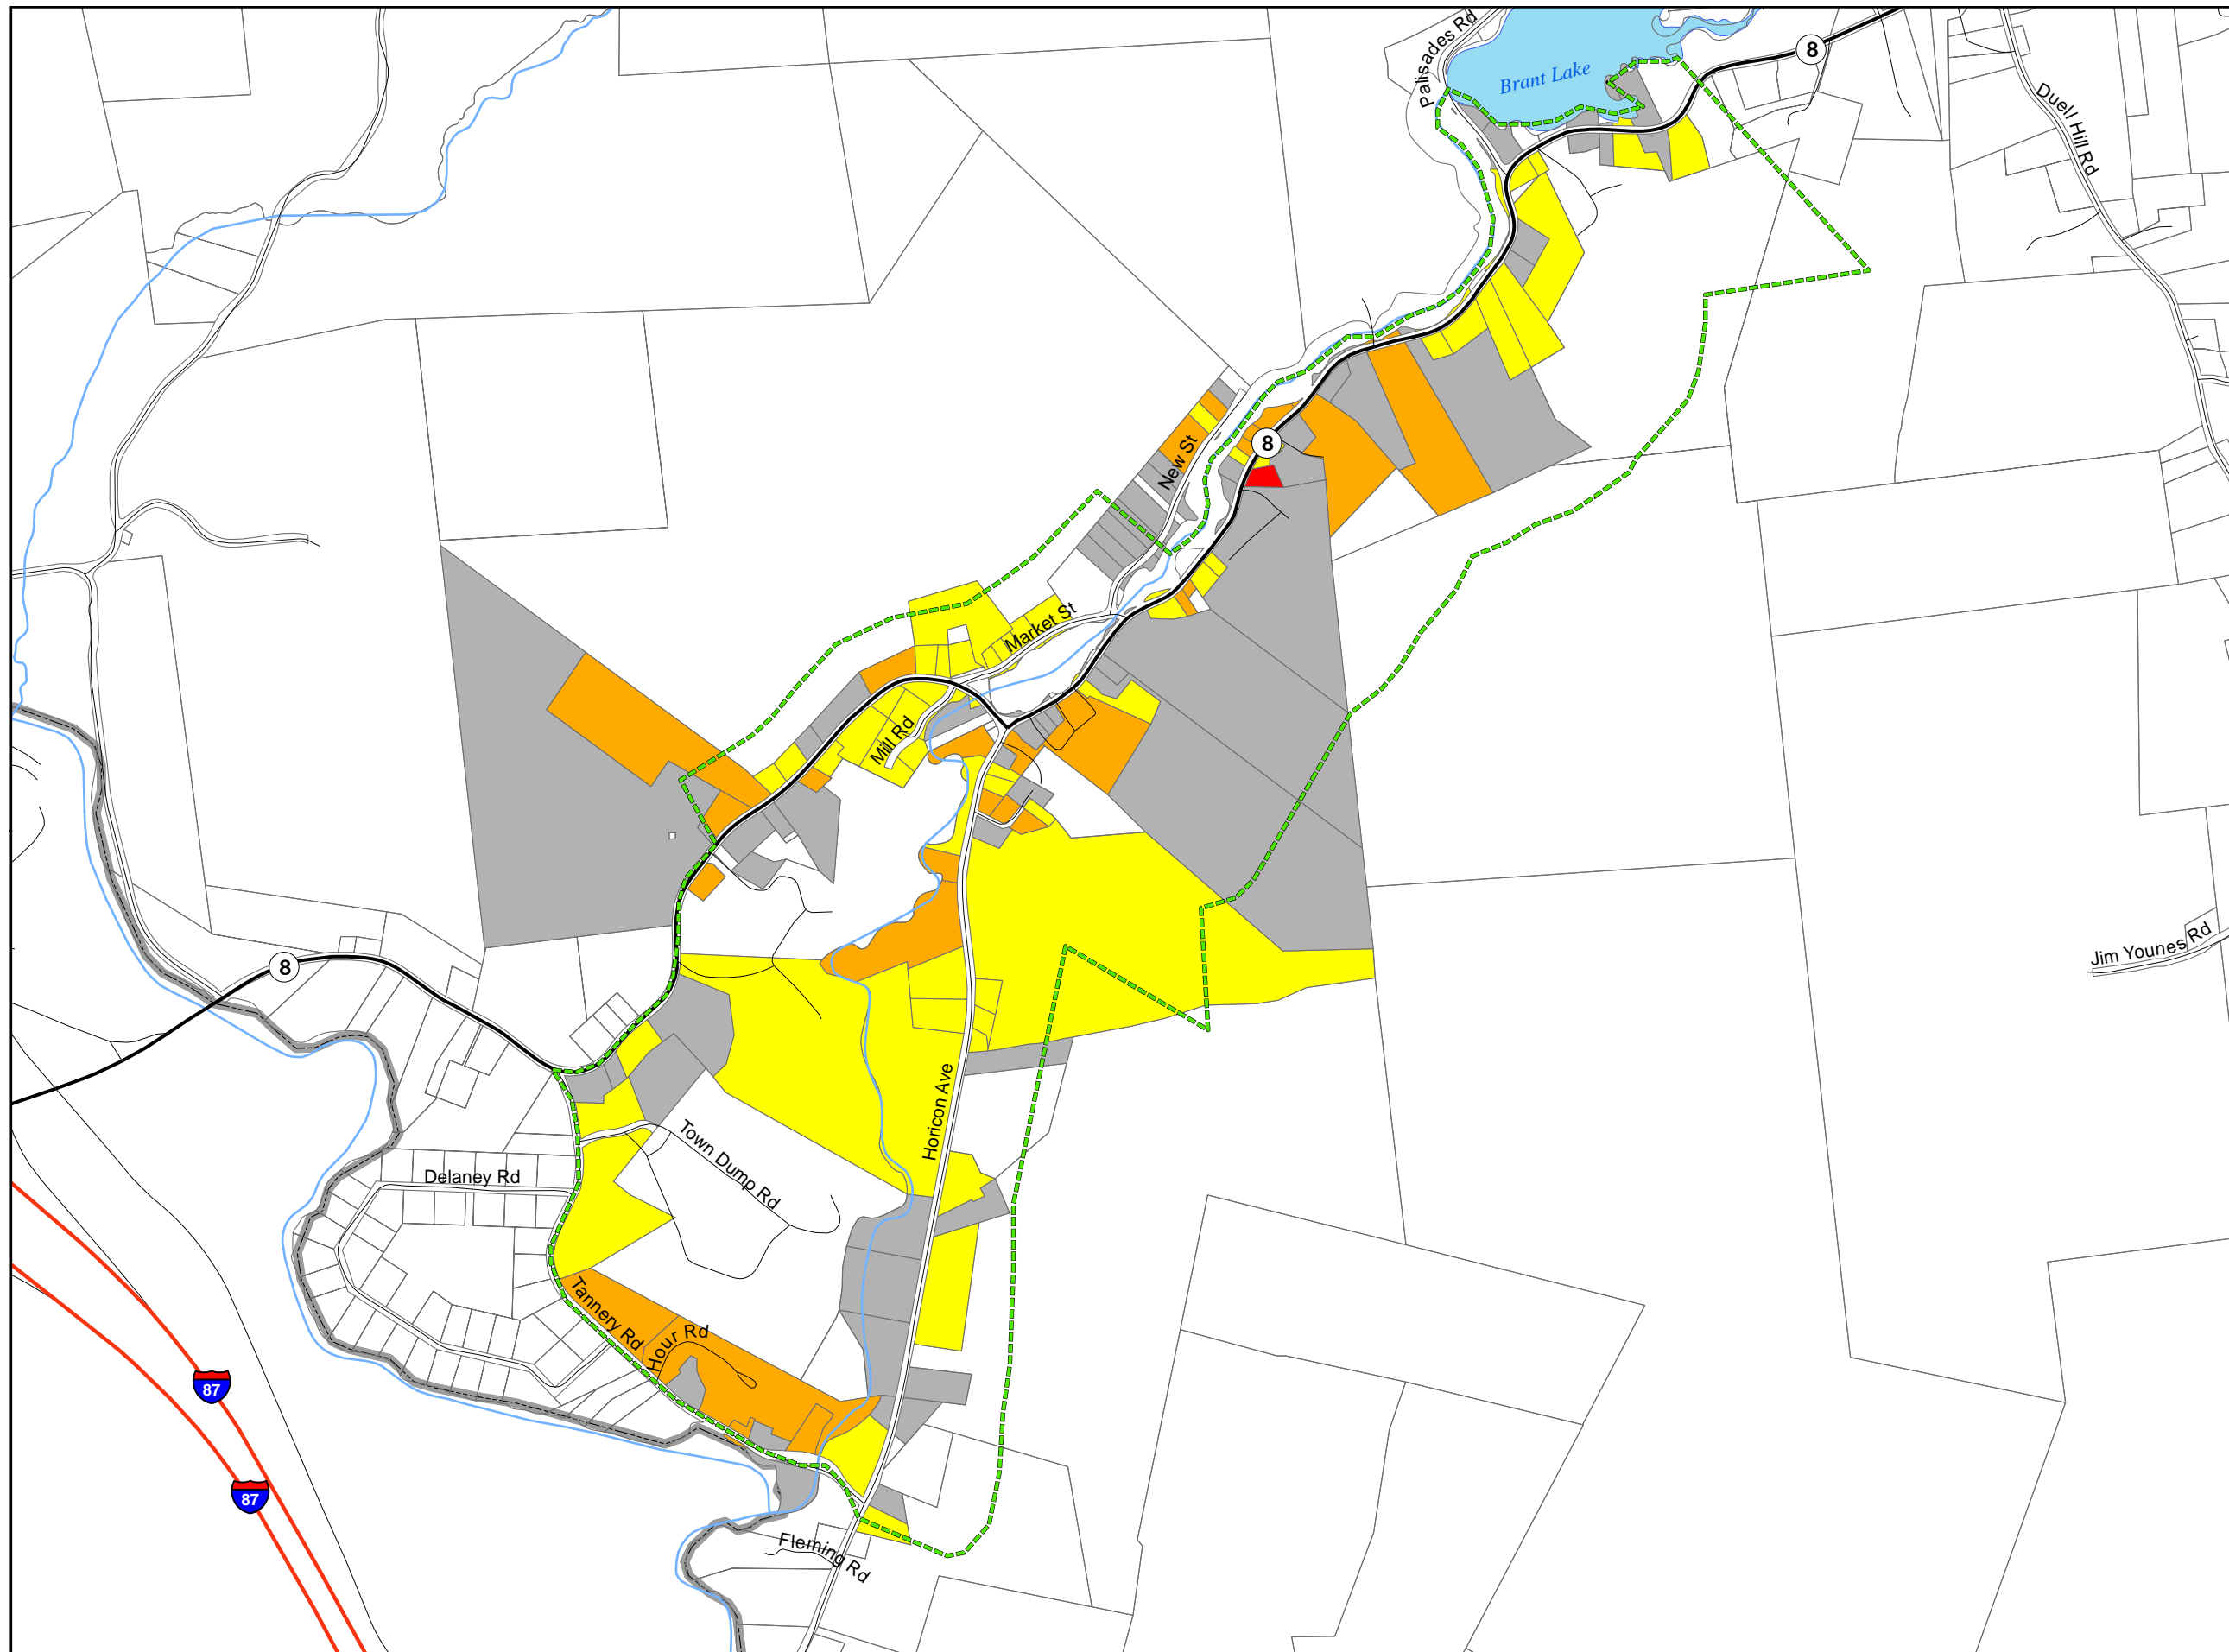 Palisades Rd
Brant Lake
8
Duell Hill Rd
8
New St
Market St
Mill Rd
Jim Younes Rd
8
Horicon Ave
Town Dump Rd
Delaney Rd
Tannery Rd
Hour Rd
87
87
Fleming Rd